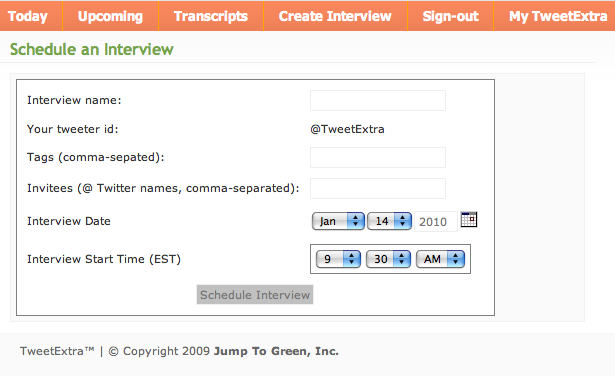 Today Upcoming Transcripts Create Interview Sign-out My TweetExtra
Schedule an Interview
Interview name:
Your tweeter id: @TweetExtra
Tags (comma-sepated):
Invitees (@ Twitter names, comma-separated):
Interview Date Jan 14 2010
Interview Start Time (EST) 9 30 AM
Schedule Interview
TweetExtra™ | © Copyright 2009 Jump To Green, Inc.